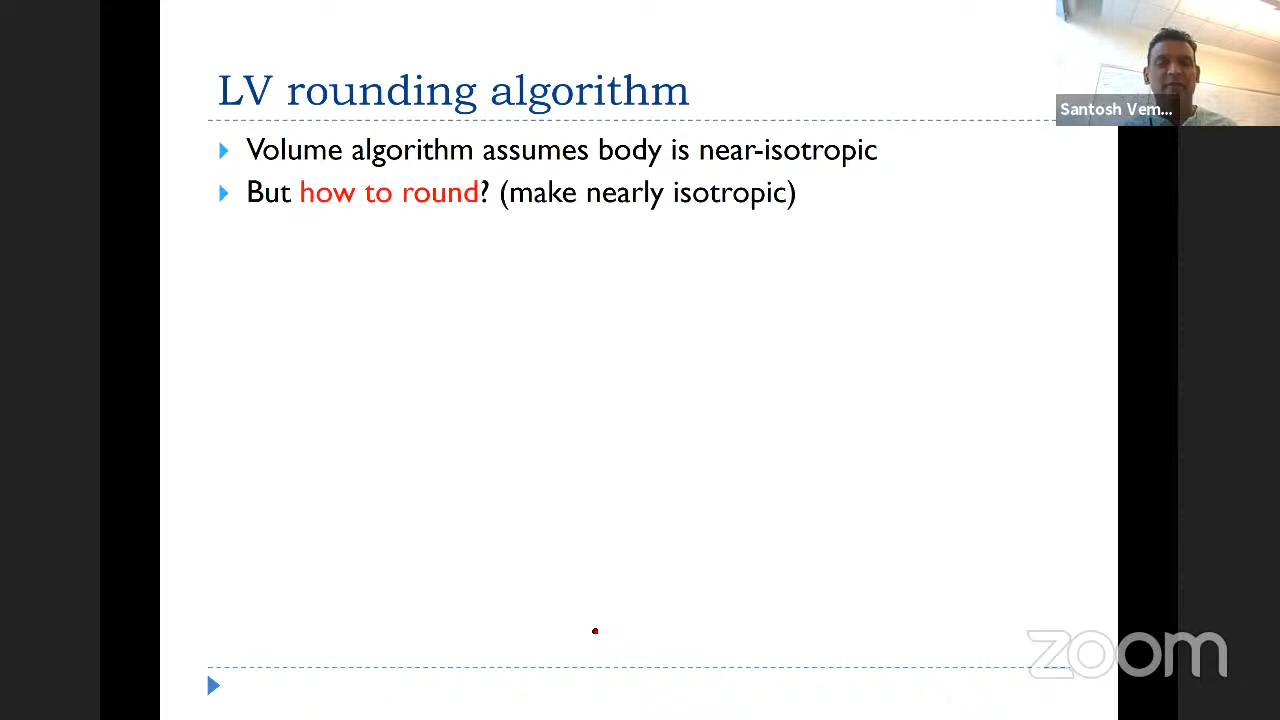 LV rounding algorithm
Volume algorithm assumes body is near-isotropic
But how to round? (make nearly isotropic)
Santosh Vem...
zoom